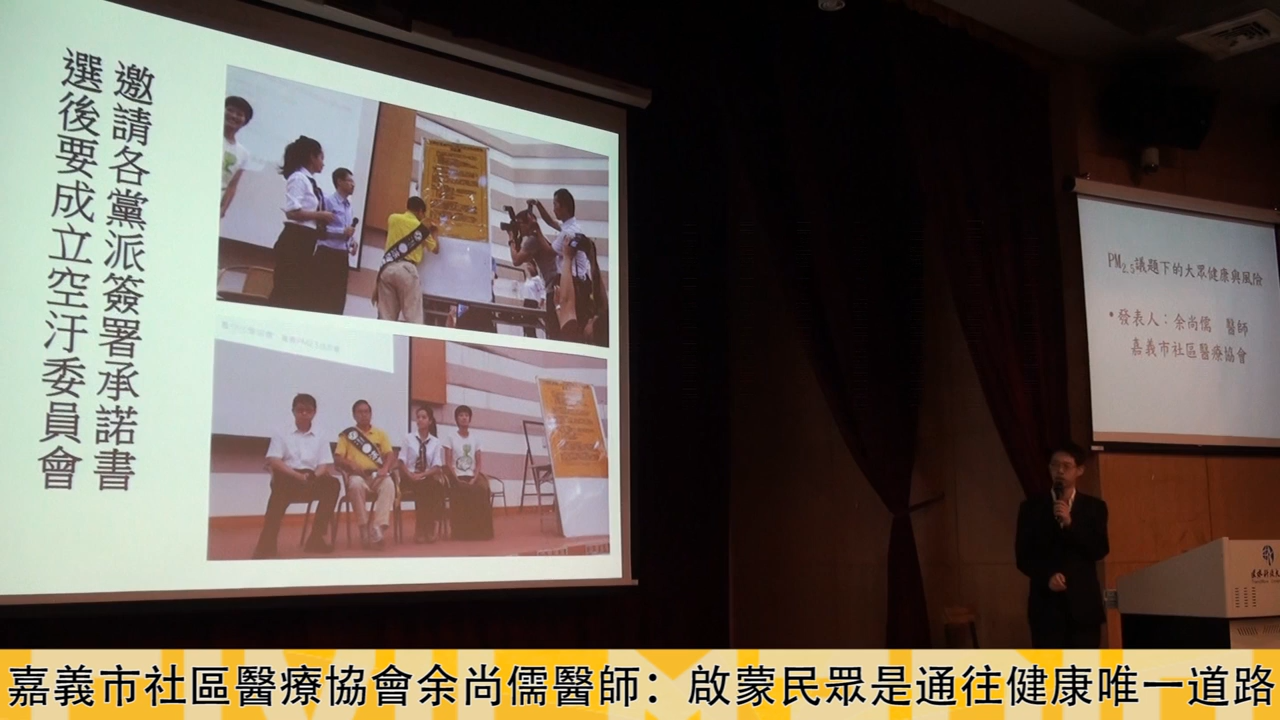 邀請各黨派簽署承諾書
選後要成立空汙委員會
PM2.5議題下的大眾健康與風險
•發表人：余尚儒 醫師
嘉義市社區醫療協會
嘉義市社區醫療協會余尚儒醫師：啟蒙民眾是通往健康唯一道路